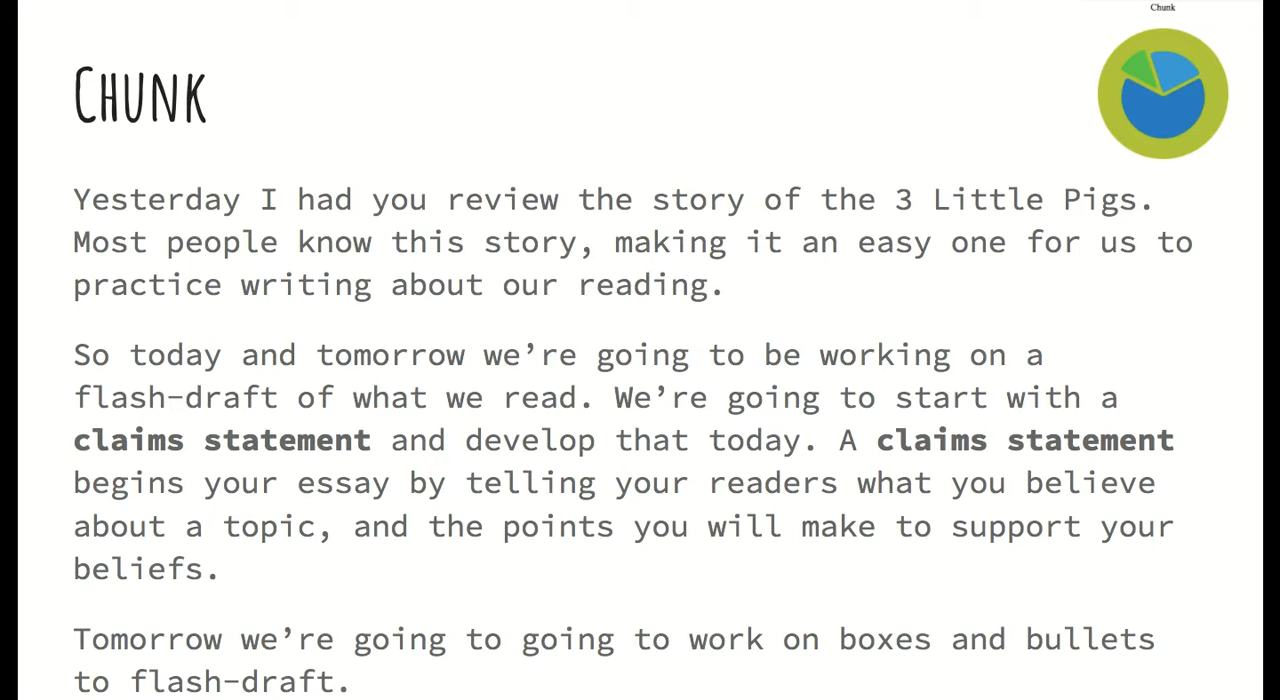 Chunk
CHUNK
Yesterday I had you review the story of the 3 Little Pigs.
Most people know this story, making it an easy one for us to
practice writing about our reading.
So today and tomorrow we're going to be working on a
flash-draft of what we read. We're going to start with a
claims statement and develop that today. A claims statement
begins your essay by telling your readers what you believe
about a topic, and the points you will make to support your
beliefs.
Tomorrow we're going to going to work on boxes and bullets
to flash-draft.